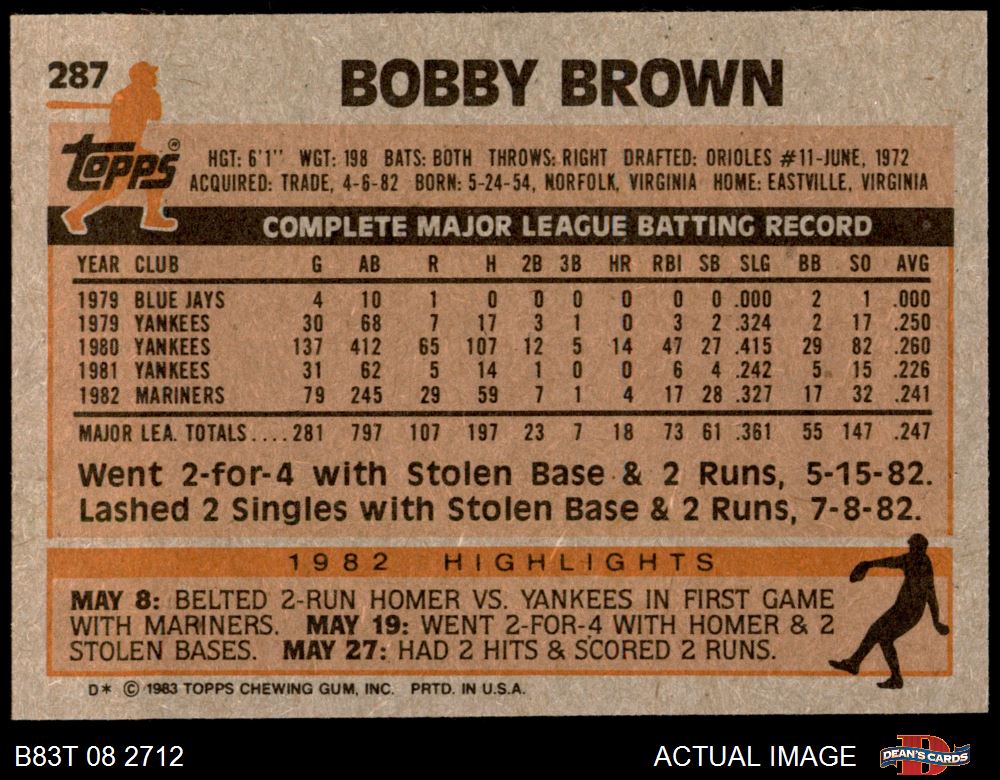 287 BOBBY BROWN
Topps® HGT: 6'1" WGT: 198 BATS: BOTH THROWS: RIGHT DRAFTED: ORIOLES #11-JUNE, 1972
ACQUIRED: TRADE, 4-6-82 BORN: 5-24-54, NORFOLK, VIRGINIA HOME: EASTVILLE, VIRGINIA
COMPLETE MAJOR LEAGUE BATTING RECORD
YEAR CLUB G AB R H 2B 3B HR RBI SB SLG BB SO AVG
1979 BLUE JAYS 4 10 1 0 0 0 0 0 0 .000 2 1 .000
1979 YANKEES 30 68 7 17 3 1 0 3 2 .324 2 17 .250
1980 YANKEES 137 412 65 107 12 5 14 47 27 .415 29 82 .260
1981 YANKEES 31 62 5 14 1 0 0 6 4 .242 5 15 .226
1982 MARINERS 79 245 29 59 7 1 4 17 28 .327 17 32 .241
MAJOR LEA. TOTALS....281 797 107 197 23 7 18 73 61 .361 55 147 .247
Went 2-for-4 with Stolen Base & 2 Runs, 5-15-82.
Lashed 2 Singles with Stolen Base & 2 Runs, 7-8-82.
1982 HIGHLIGHTS
MAY 8: BELTED 2-RUN HOMER VS. YANKEES IN FIRST GAME
WITH MARINERS. MAY 19: WENT 2-FOR-4 WITH HOMER & 2
STOLEN BASES. MAY 27: HAD 2 HITS & SCORED 2 RUNS.
D* © 1983 TOPPS CHEWING GUM, INC. PRTD. IN U.S.A.
B83T 08 2712 ACTUAL IMAGE DEAN'S CARDS